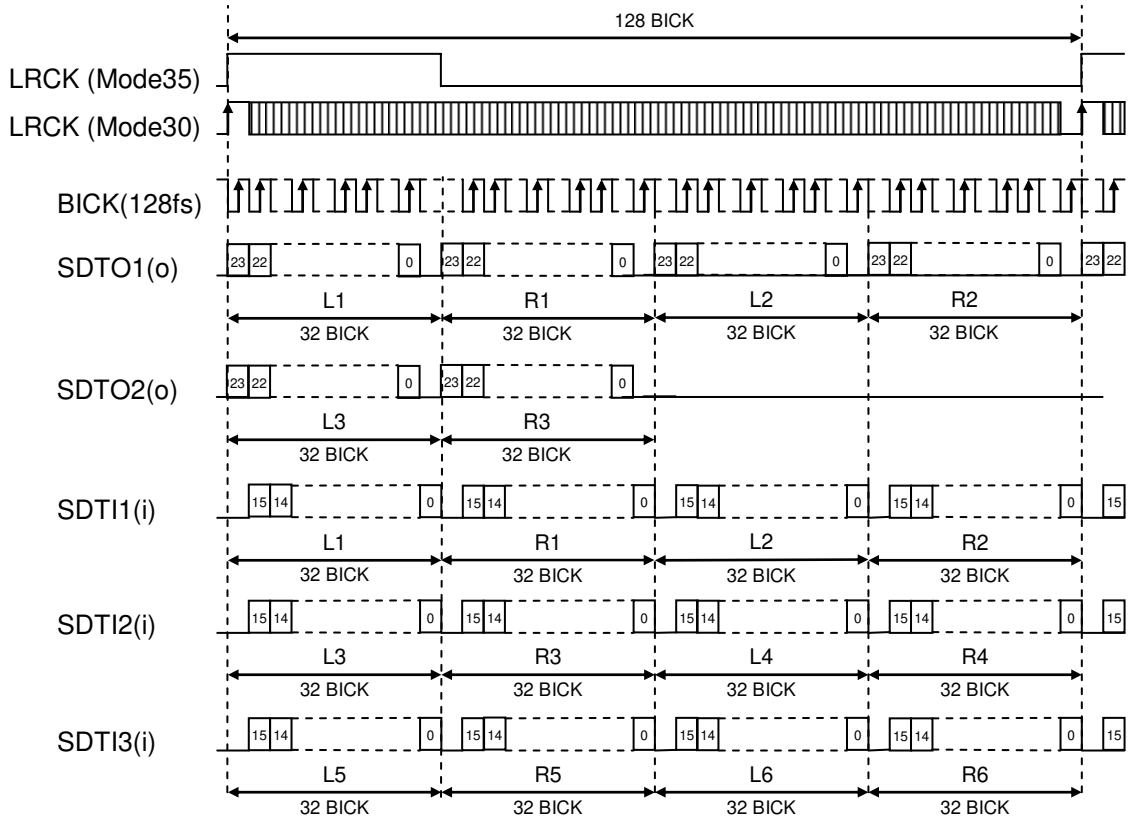 128 BICK
LRCK (Mode35)
LRCK (Mode30)
BICK(128fs)
SDTO1(o)
23 22 0 23 22 0 23 22 0 23 22 0 23 22
L1 R1 L2 R2
32 BICK 32 BICK 32 BICK 32 BICK
SDTO2(o)
23 22 0 23 22 0
L3 R3
32 BICK 32 BICK
SDTI1(i)
15 14 0 15 14 0 15 14 0 15 14 0 15
L1 R1 L2 R2
32 BICK 32 BICK 32 BICK 32 BICK
SDTI2(i)
15 14 0 15 14 0 15 14 0 15 14 0 15
L3 R3 L4 R4
32 BICK 32 BICK 32 BICK 32 BICK
SDTI3(i)
15 14 0 15 14 0 15 14 0 15 14 0 15
L5 R5 L6 R6
32 BICK 32 BICK 32 BICK 32 BICK